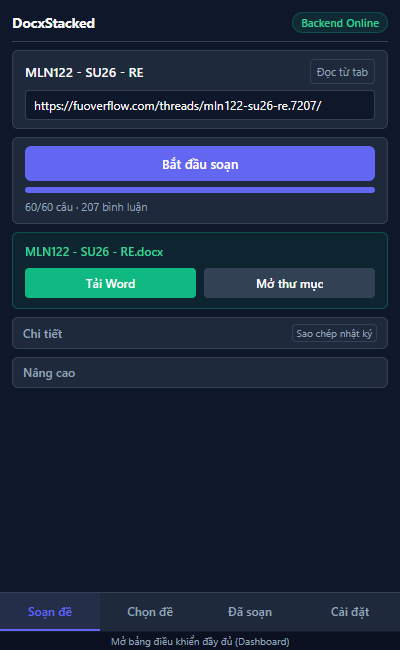 DocxStacked
Backend Online
MLN122 - SU26 - RE
Đọc từ tab
https://fuoverflow.com/threads/mln122-su26-re.7207/
Bắt đầu soạn
60/60 câu · 207 bình luận
MLN122 - SU26 - RE.docx
Tải Word
Mở thư mục
Chi tiết
Sao chép nhật ký
Nâng cao
Soạn đề
Chọn đề
Đã soạn
Cài đặt
Mở bảng điều khiển đầy đủ (Dashboard)